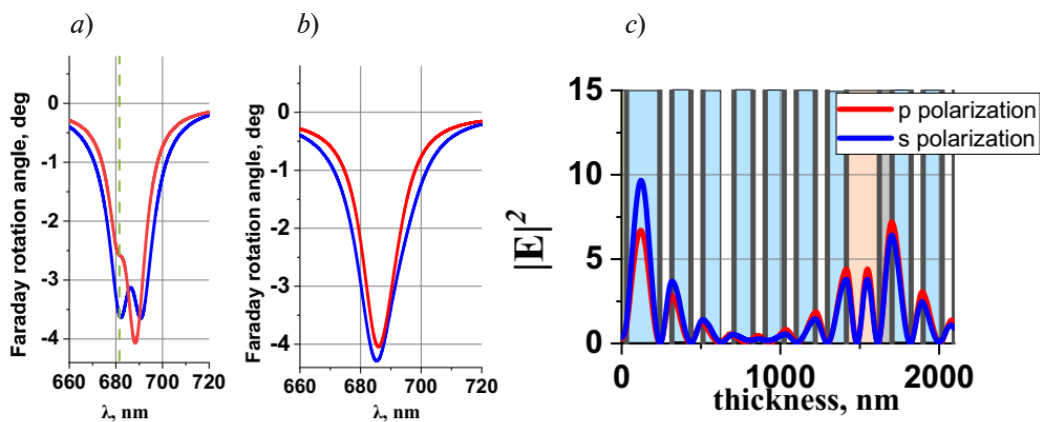 a)
b)
c)
Faraday rotation angle, deg
0
-1
-2
-3
-4
660
680
700
720
λ, nm
Faraday rotation angle, deg
0
-1
-2
-3
-4
660
680
700
720
λ, nm
|E|²
15
10
5
0
0
1000
2000
thickness, nm
p polarization
s polarization